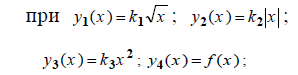 при y₁(x)=k₁√x ; y₂(x)=k₂|x| ;
y₃(x)=k₃x² ; y₄(x)=f(x) ;